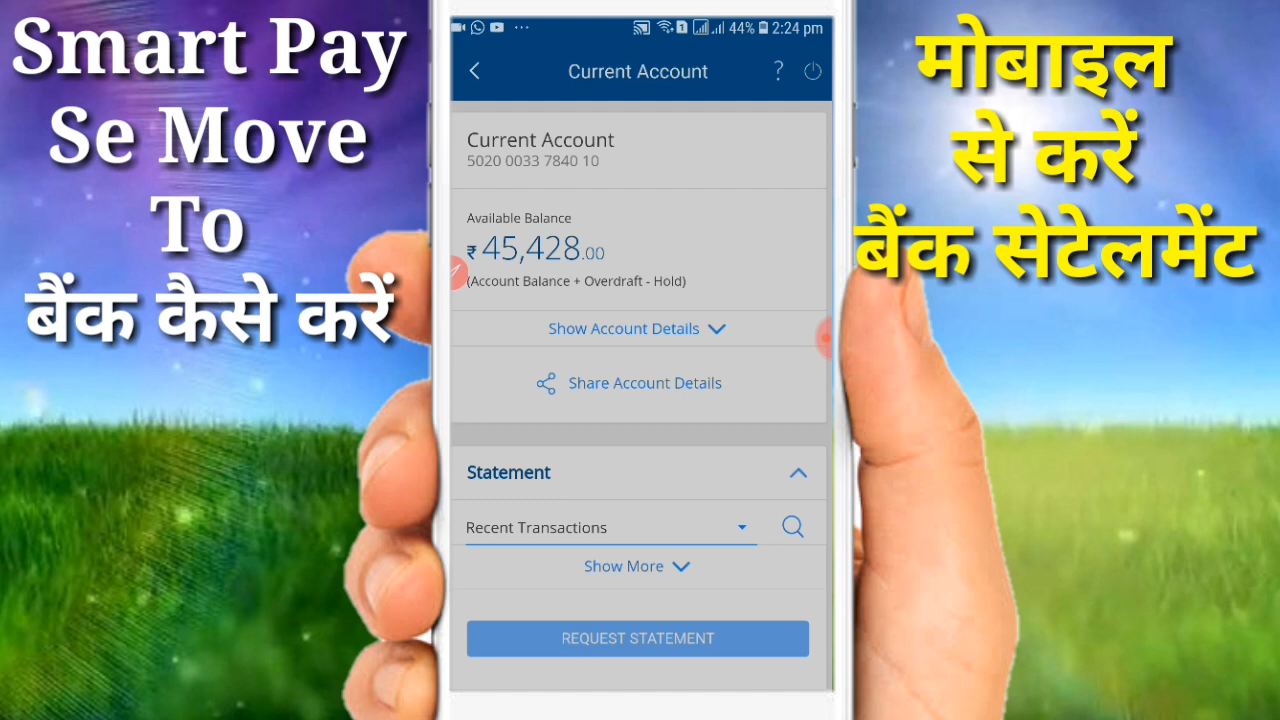 Smart Pay
Se Move
To
बैंक कैसे करें
44% 2:24 pm
Current Account
?
Current Account
5020 0033 7840 10
Available Balance
₹ 45,428.00
(Account Balance + Overdraft - Hold)
Show Account Details
Share Account Details
Statement
Recent Transactions
Show More
REQUEST STATEMENT
मोबाइल
से करें
बैंक सेटेलमेंट